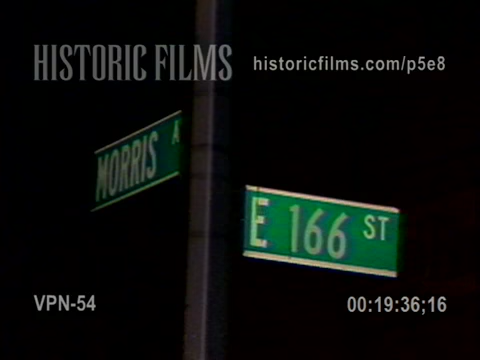 HISTORIC FILMS
historicfilms.com/p5e8
MORRIS A
E 166 ST
VPN-54
00:19:36;16